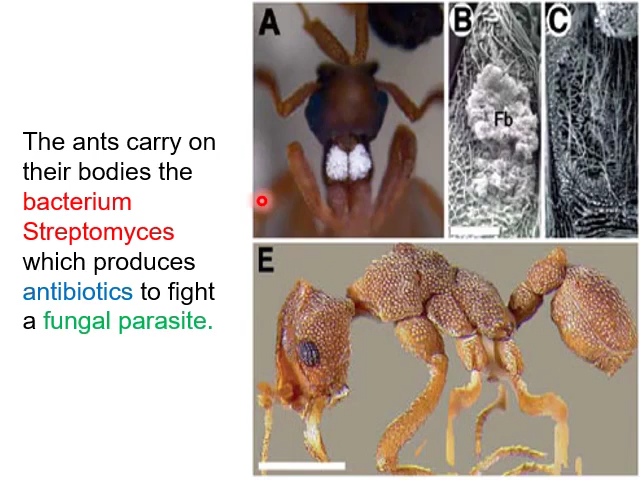 The ants carry on
their bodies the
bacterium
Streptomyces
which produces
antibiotics to fight
a fungal parasite.
A
B
C
Fb
E